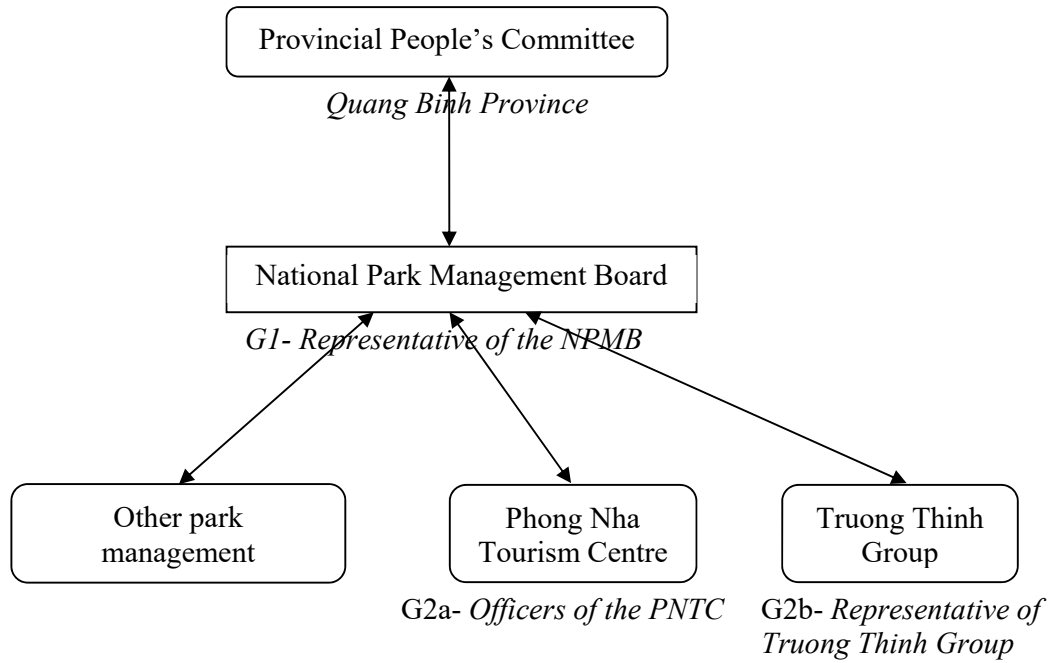 Provincial People’s Committee
Quang Binh Province
National Park Management Board
G1- Representative of the NPMB
Other park
management
Phong Nha
Tourism Centre
Truong Thinh
Group
G2a- Officers of the PNTC
G2b- Representative of
Truong Thinh Group